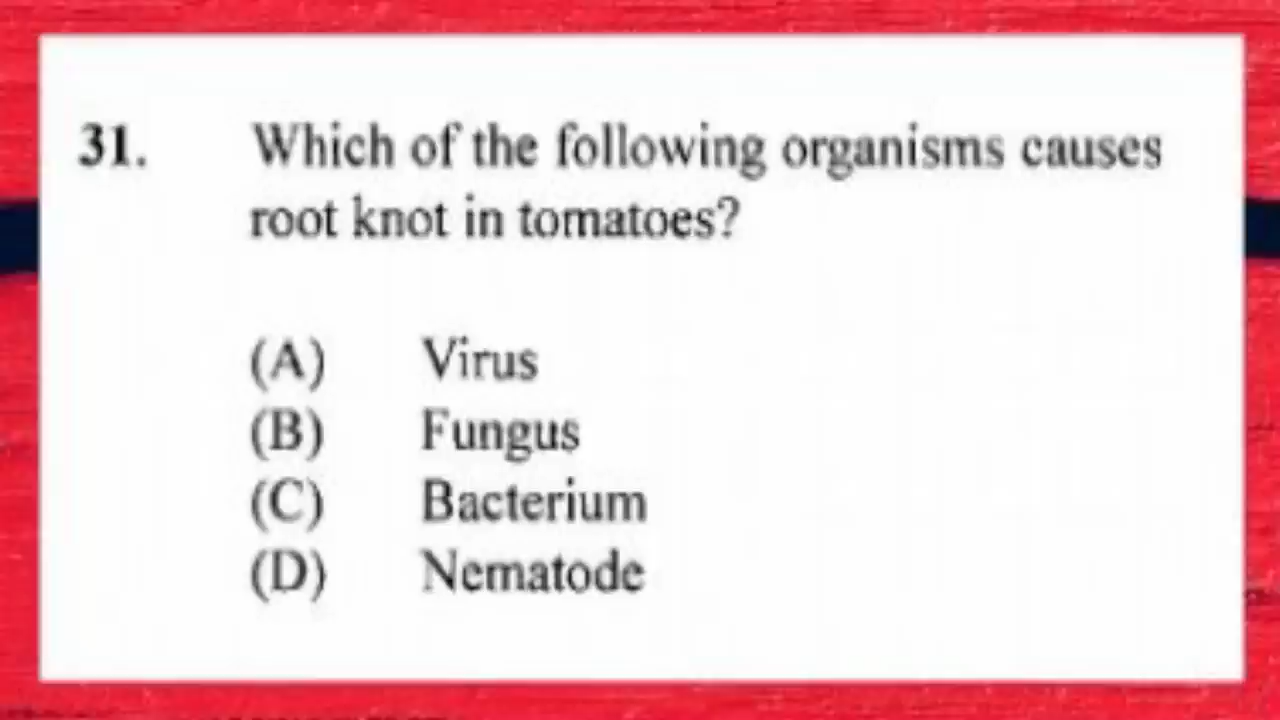 31. Which of the following organisms causes
root knot in tomatoes?
(A) Virus
(B) Fungus
(C) Bacterium
(D) Nematode